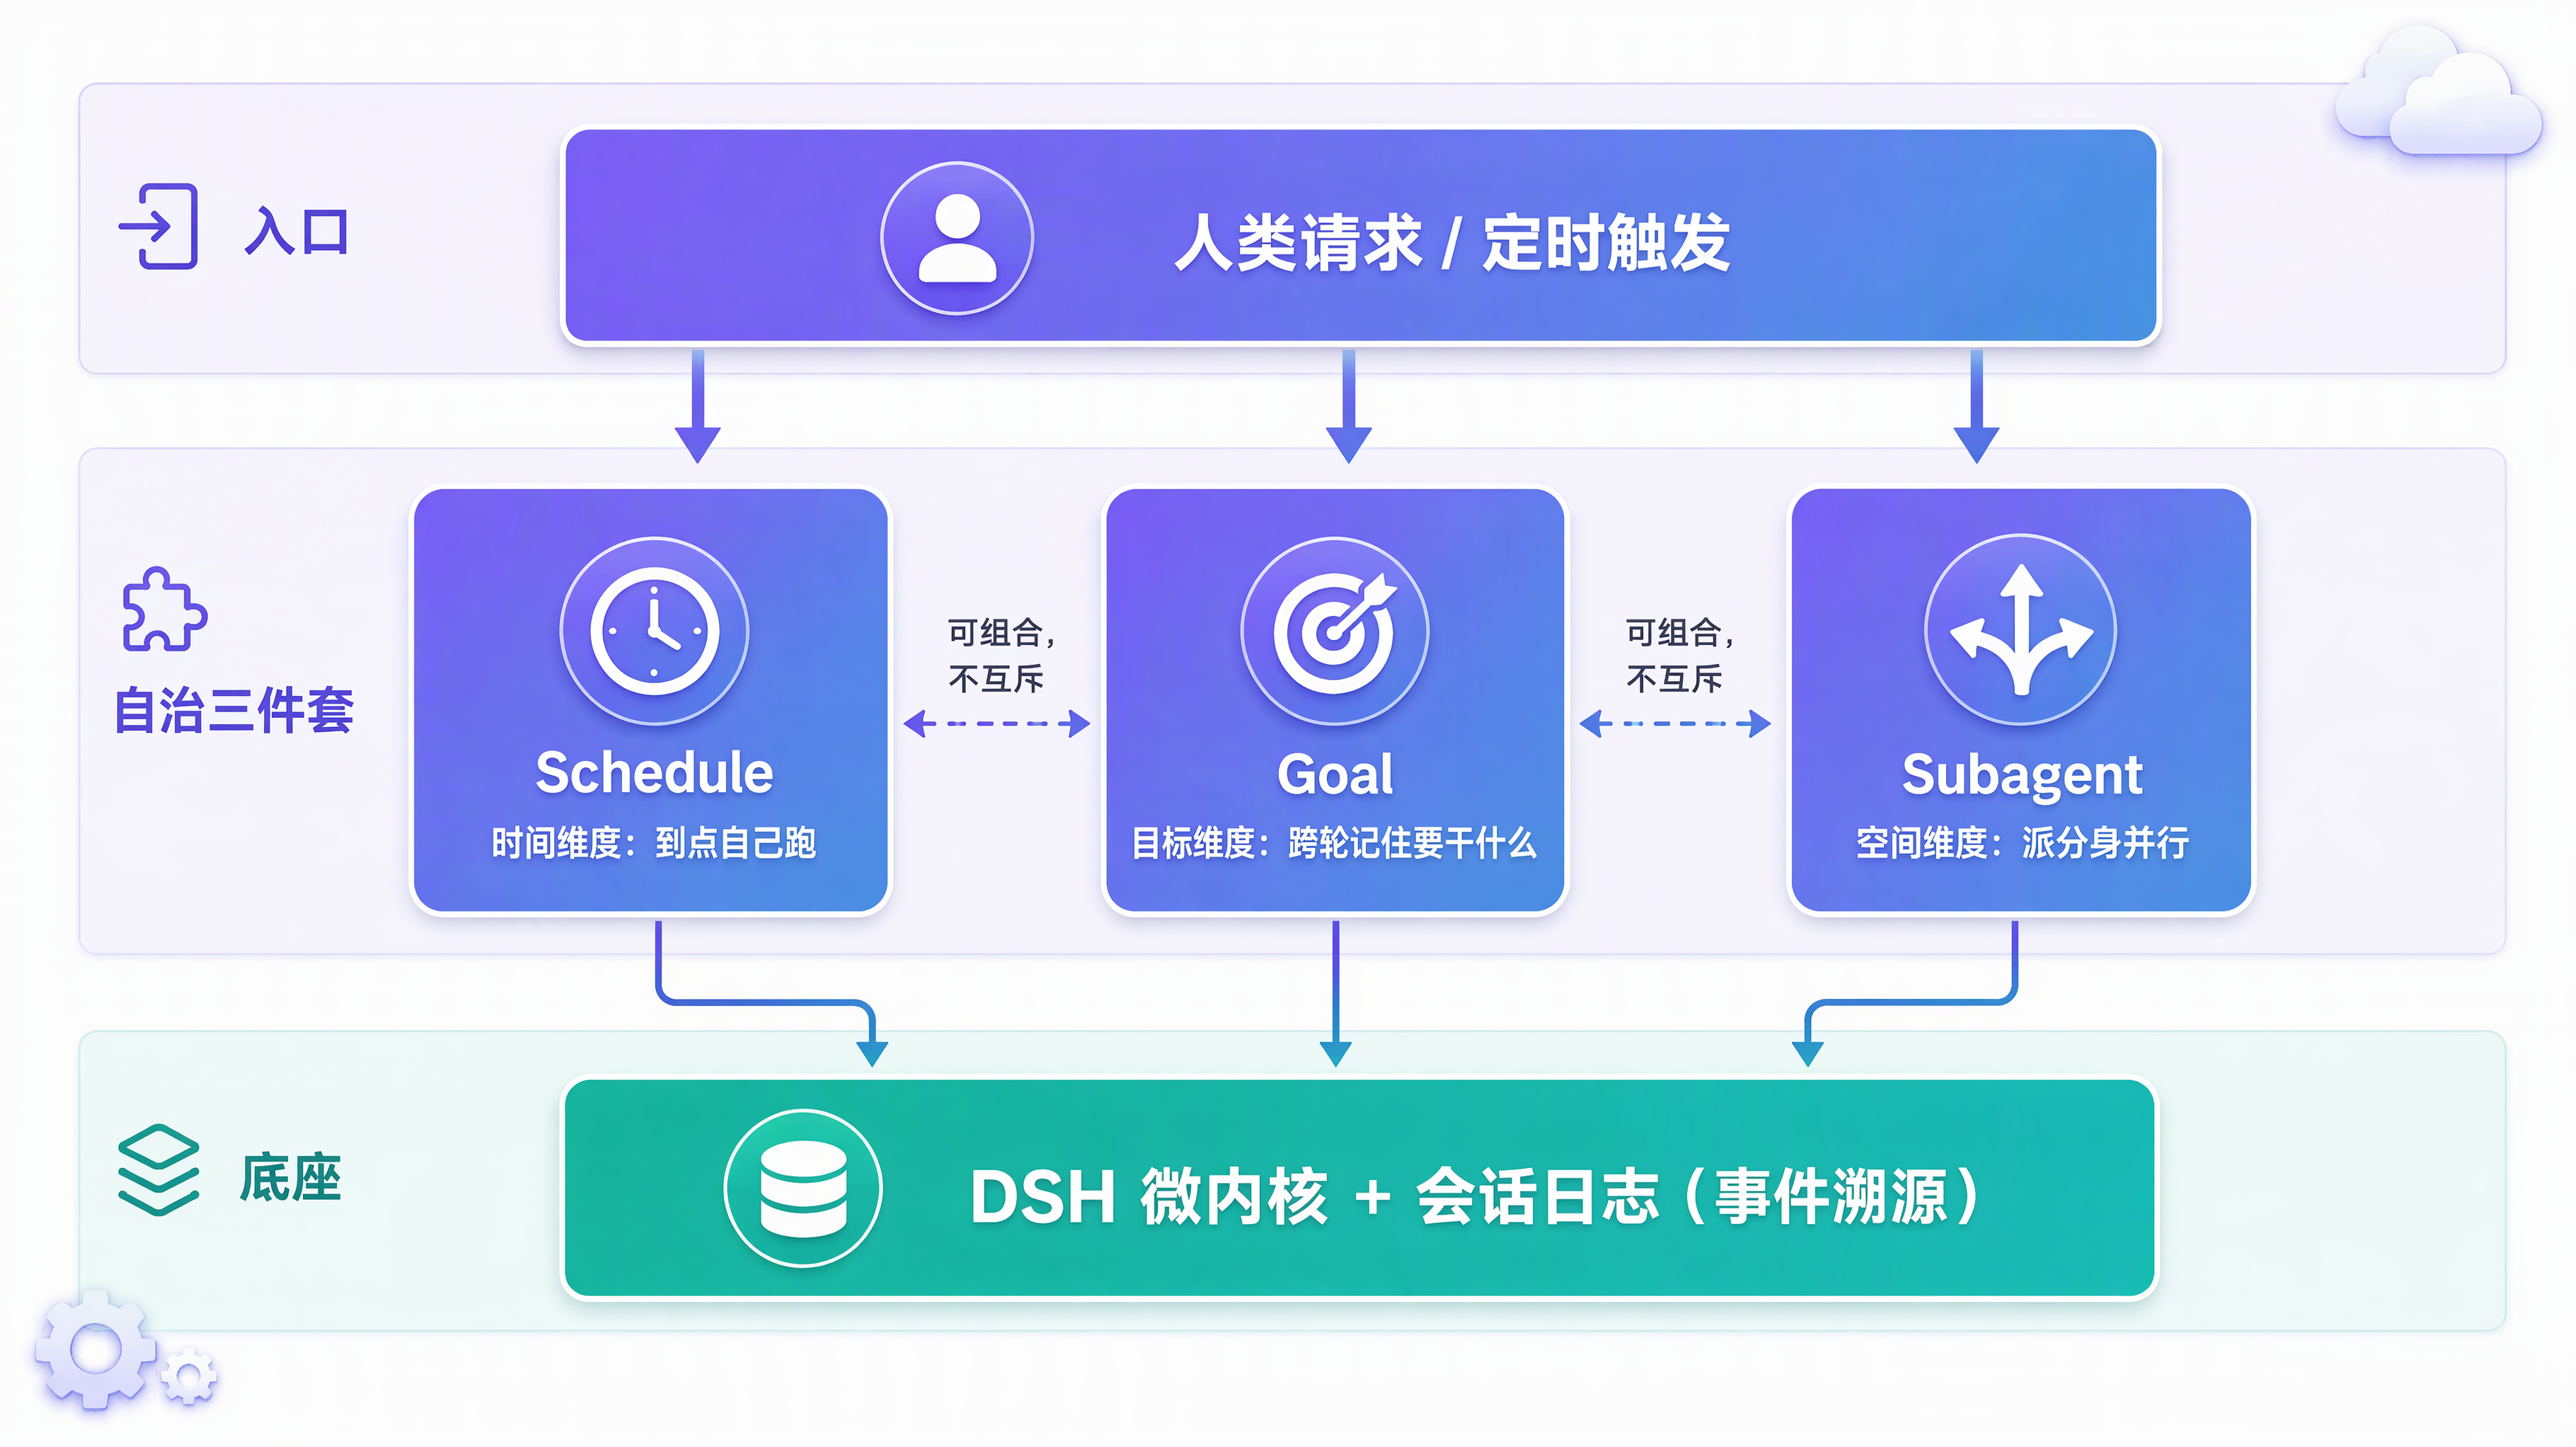 入口
人类请求 / 定时触发
自治三件套
Schedule
时间维度：到点自己跑
可组合，
不互斥
Goal
目标维度：跨轮记住要干什么
可组合，
不互斥
Subagent
空间维度：派分身并行
底座
DSH 微内核 + 会话日志（事件溯源）